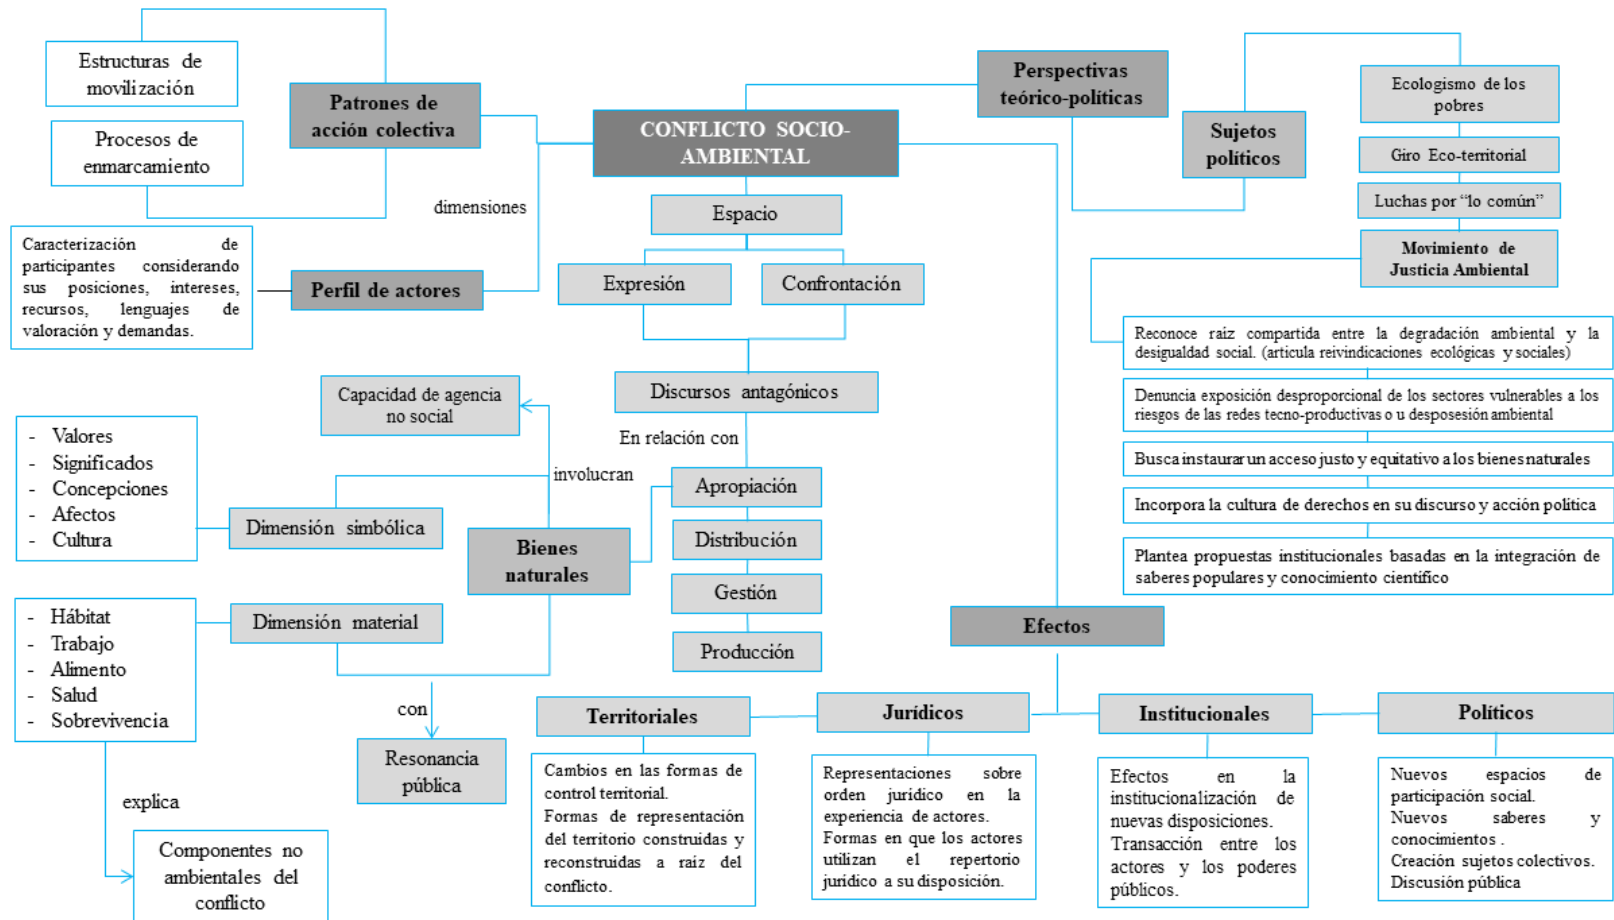 Estructuras de
movilización
Procesos de
enmarcamiento
Patrones de
acción colectiva
Caracterización de
participantes considerando
sus posiciones, intereses,
recursos, lenguajes de
valoración y demandas.
Perfil de actores
dimensiones
CONFLICTO SOCIO-
AMBIENTAL
Perspectivas
teórico-políticas
Sujetos
políticos
Ecologismo de los
pobres
Giro Eco-territorial
Luchas por “lo común”
Movimiento de
Justicia Ambiental
Reconoce raíz compartida entre la degradación ambiental y la
desigualdad social. (articula reivindicaciones ecológicas y sociales)
Denuncia exposición desproporcional de los sectores vulnerables a los
riesgos de las redes tecno-productivas o u desposesión ambiental
Busca instaurar un acceso justo y equitativo a los bienes naturales
Incorpora la cultura de derechos en su discurso y acción política
Plantea propuestas institucionales basadas en la integración de
saberes populares y conocimiento científico
Espacio
Expresión
Confrontación
Discursos antagónicos
En relación con
Apropiación
Distribución
Gestión
Producción
Capacidad de agencia
no social
involucran
Bienes
naturales
- Valores
- Significados
- Concepciones
- Afectos
- Cultura
Dimensión simbólica
- Hábitat
- Trabajo
- Alimento
- Salud
- Sobrevivencia
Dimensión material
con
Resonancia
pública
explica
Componentes no
ambientales del
conflicto
Efectos
Territoriales
Cambios en las formas de
control territorial.
Formas de representación
del territorio construidas y
reconstruidas a raíz del
conflicto.
Jurídicos
Representaciones sobre
orden jurídico en la
experiencia de actores.
Formas en que los actores
utilizan el repertorio
jurídico a su disposición.
Institucionales
Efectos en la
institucionalización de
nuevas disposiciones.
Transacción entre los
actores y los poderes
públicos.
Políticos
Nuevos espacios de
participación social.
Nuevos saberes y
conocimientos .
Creación sujetos colectivos.
Discusión pública